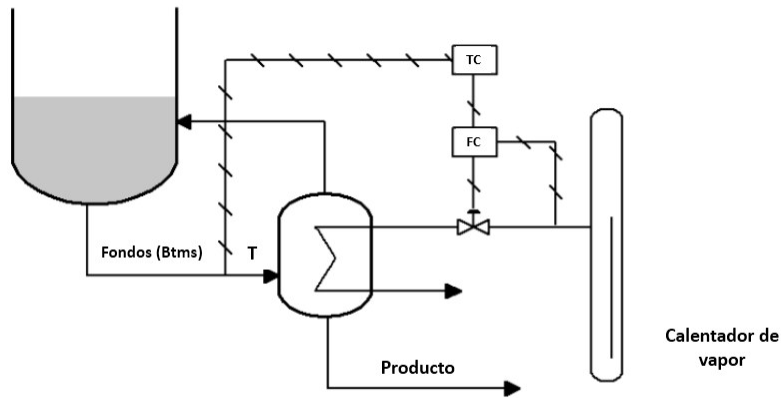 TC
FC
Fondos (Btms)
T
Calentador de
vapor
Producto